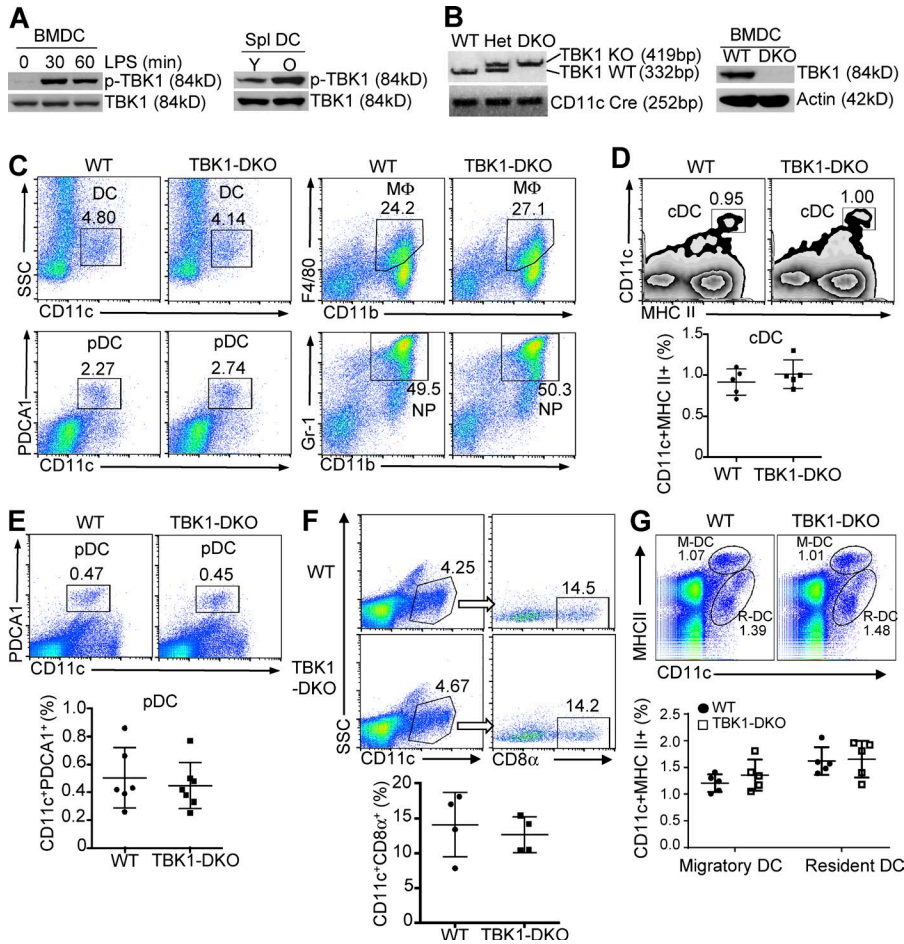 A
BMDC
0 30 60 LPS (min)
p-TBK1 (84kD)
TBK1 (84kD)
Spl DC
Y O
p-TBK1 (84kD)
TBK1 (84kD)
B
WT Het DKO
TBK1 KO (419bp)
TBK1 WT (332bp)
CD11c Cre (252bp)
BMDC
WT DKO
TBK1 (84kD)
Actin (42kD)
C
WT TBK1-DKO
DC
4.80
DC
4.14
SSC
CD11c
pDC
2.27
pDC
2.74
PDCA1
CD11c
WT TBK1-DKO
MΦ
24.2
MΦ
27.1
F4/80
CD11b
49.5
NP
50.3
NP
Gr-1
CD11b
D
WT TBK1-DKO
cDC 0.95
cDC 1.00
CD11c
MHC II
cDC
CD11c+MHC II+ (%)
1.5
1.0
0.5
0.0
WT TBK1-DKO
E
WT TBK1-DKO
pDC
0.47
pDC
0.45
PDCA1
CD11c
pDC
CD11c+PDCA1+ (%)
1.0
0.8
0.6
0.4
0.2
0
WT TBK1-DKO
F
WT
4.25
14.5
TBK1
-DKO
4.67
14.2
SSC
CD11c CD8α
CD11c+CD8α+ (%)
20
15
10
5
0
WT TBK1-DKO
G
WT TBK1-DKO
M-DC
1.07
R-DC
1.39
M-DC
1.01
R-DC
1.48
MHCII
CD11c
WT
TBK1-DKO
CD11c+MHC II+ (%)
2.5
2.0
1.5
1.0
0.5
0.0
Migratory DC Resident DC